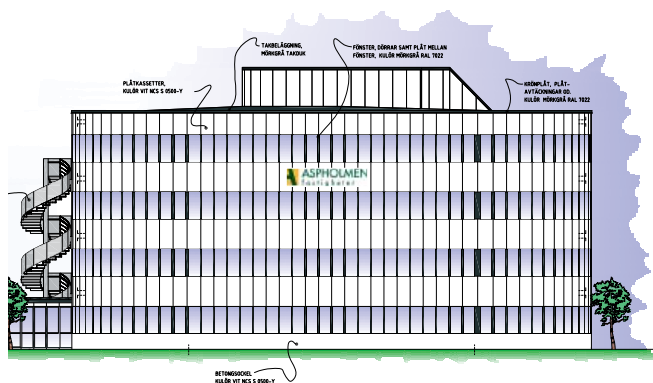 TAKBELÄGGNING,
MÖRKGRÅ TAKDUK
FÖNSTER, DÖRRAR SAMT PLÅT MELLAN
FÖNSTER, KULÖR MÖRKGRÅ RAL 7022
PLÅTKASSETTER,
KULÖR VIT NCS S 0500-Y
KRÖNPLÅT, PLÅT-
AVTÄCKNINGAR OD.
KULÖR MÖRKGRÅ RAL 7022
ASPHOLMEN
fastigheter
BETONGSOCKEL
KULÖR VIT NCS S 0500-Y